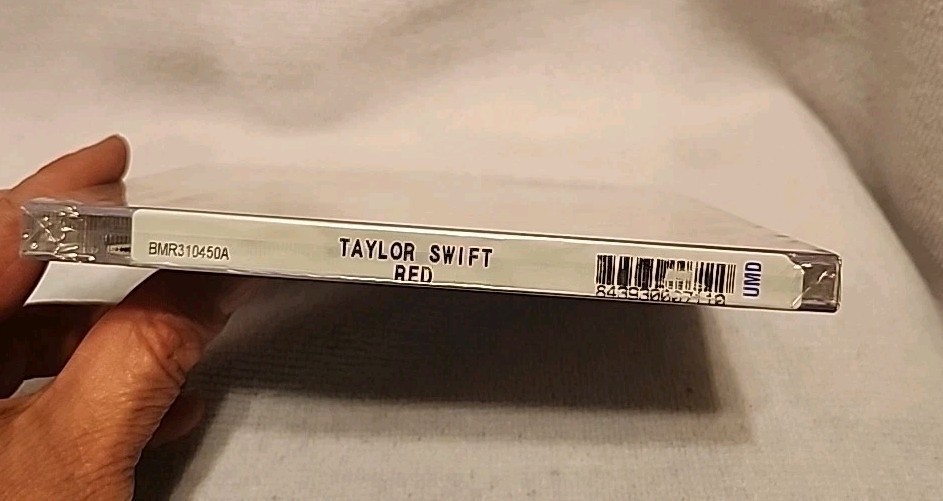 BMR310450A
TAYLOR SWIFT
RED
UMD